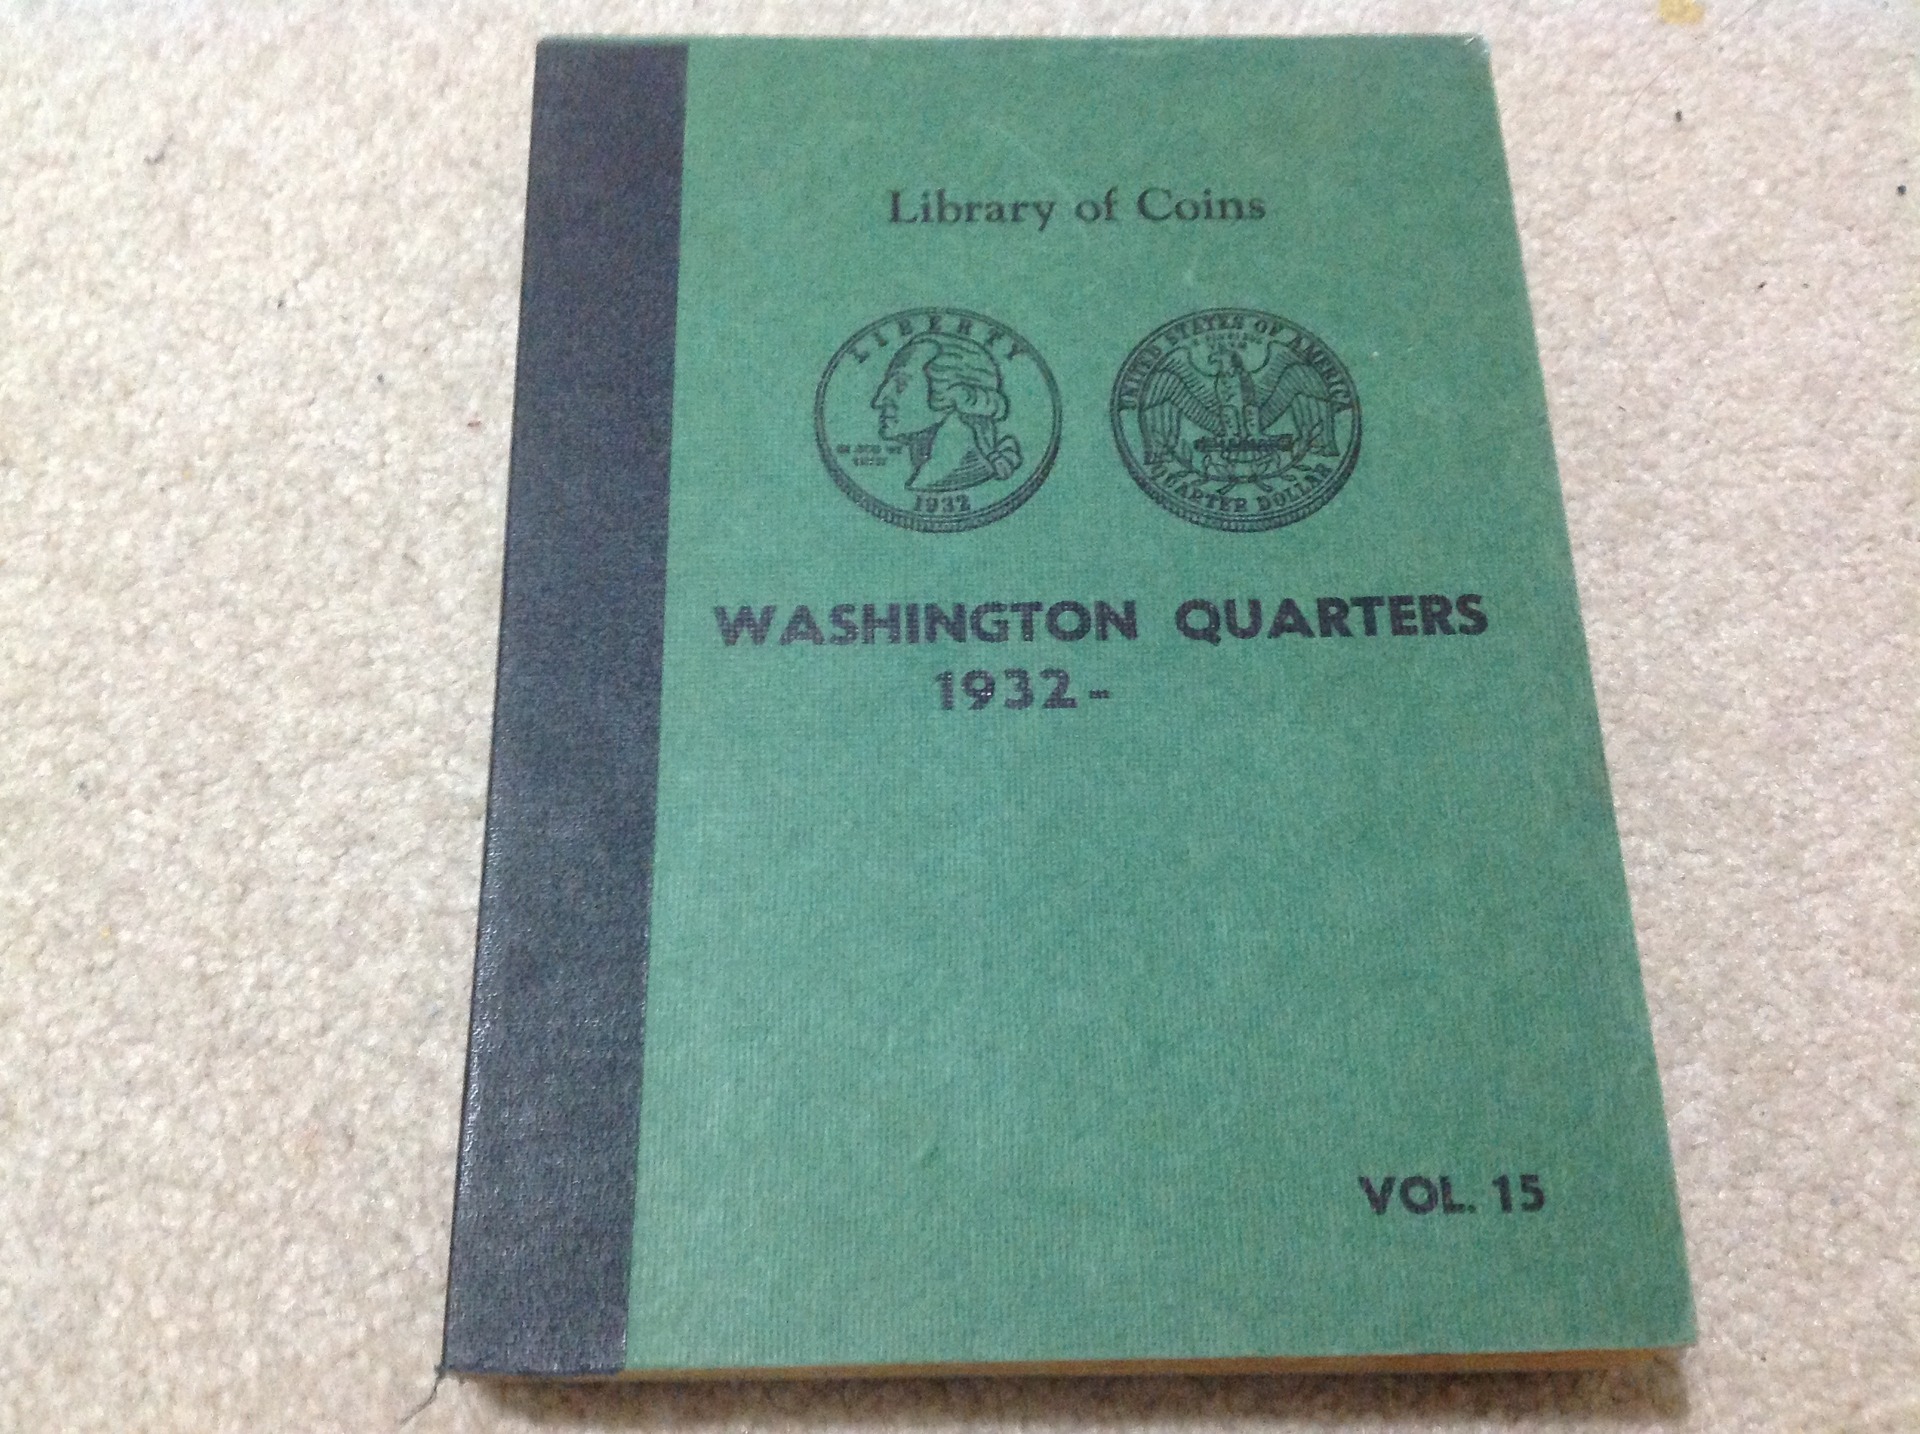 Library of Coins
LIBERTY
IN GOD WE
TRUST
1932
UNITED STATES OF AMERICA
QUARTER DOLLAR
WASHINGTON QUARTERS
1932-
VOL. 15